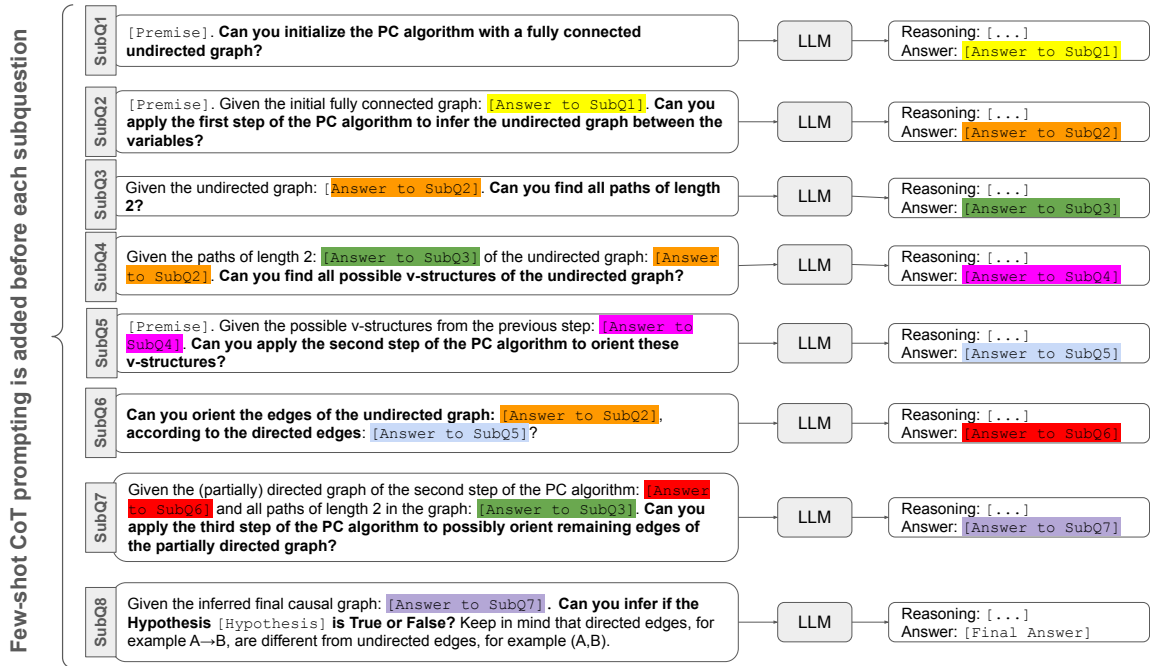 Few-shot CoT prompting is added before each subquestion
SubQ1
[Premise]. Can you initialize the PC algorithm with a fully connected
undirected graph?
LLM
Reasoning: [...]
Answer: [Answer to SubQ1]
SubQ2
[Premise]. Given the initial fully connected graph: [Answer to SubQ1]. Can you
apply the first step of the PC algorithm to infer the undirected graph between the
variables?
LLM
Reasoning: [...]
Answer: [Answer to SubQ2]
SubQ3
Given the undirected graph: [Answer to SubQ2]. Can you find all paths of length
2?
LLM
Reasoning: [...]
Answer: [Answer to SubQ3]
SubQ4
Given the paths of length 2: [Answer to SubQ3] of the undirected graph: [Answer
to SubQ2]. Can you find all possible v-structures of the undirected graph?
LLM
Reasoning: [...]
Answer: [Answer to SubQ4]
SubQ5
[Premise]. Given the possible v-structures from the previous step: [Answer to
SubQ4]. Can you apply the second step of the PC algorithm to orient these
v-structures?
LLM
Reasoning: [...]
Answer: [Answer to SubQ5]
SubQ6
Can you orient the edges of the undirected graph: [Answer to SubQ2],
according to the directed edges: [Answer to SubQ5]?
LLM
Reasoning: [...]
Answer: [Answer to SubQ6]
SubQ7
Given the (partially) directed graph of the second step of the PC algorithm: [Answer
to SubQ6] and all paths of length 2 in the graph: [Answer to SubQ3]. Can you
apply the third step of the PC algorithm to possibly orient remaining edges
of the partially directed graph?
LLM
Reasoning: [...]
Answer: [Answer to SubQ7]
SubQ8
Given the inferred final causal graph: [Answer to SubQ7]. Can you infer if the
Hypothesis [Hypothesis] is True or False? Keep in mind that directed edges, for
example A→B, are different from undirected edges, for example (A,B).
LLM
Reasoning: [...]
Answer: [Final Answer]